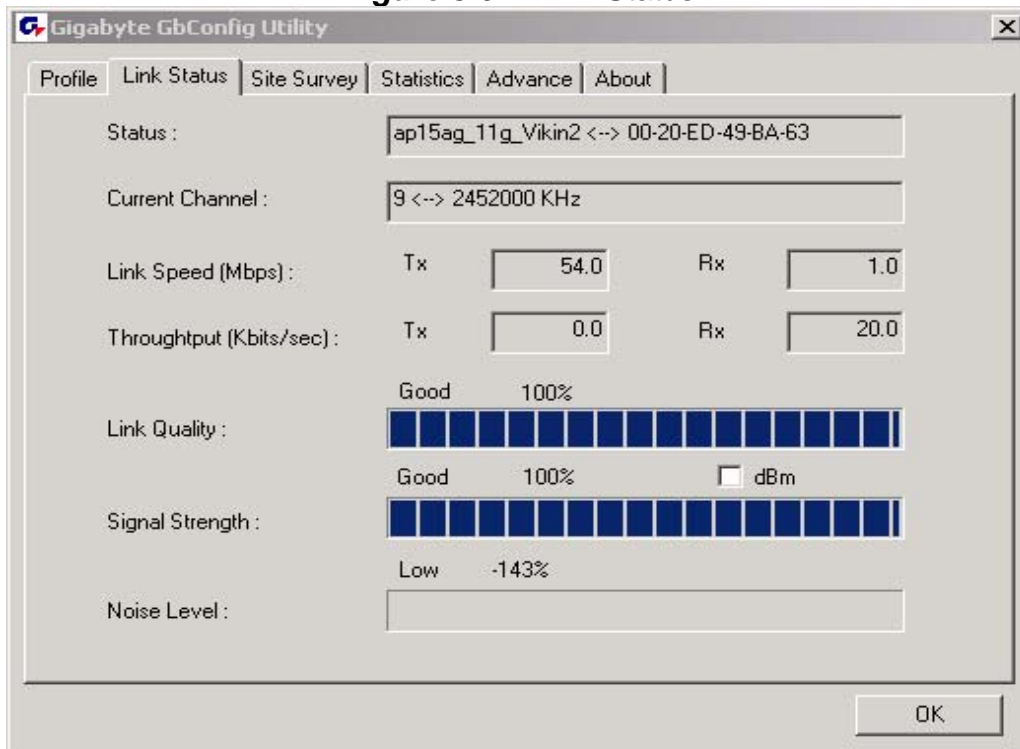 Gigabyte GbConfig Utility
Profile Link Status Site Survey Statistics Advance About
Status : ap15ag_11g_Vikin2 <--> 00-20-ED-49-BA-63
Current Channel : 9 <--> 2452000 KHz
Link Speed (Mbps) : Tx 54.0 Rx 1.0
Throughtput (Kbits/sec) : Tx 0.0 Rx 20.0
Good 100%
Link Quality :
Good 100% dBm
Signal Strength :
Low -143%
Noise Level :
OK